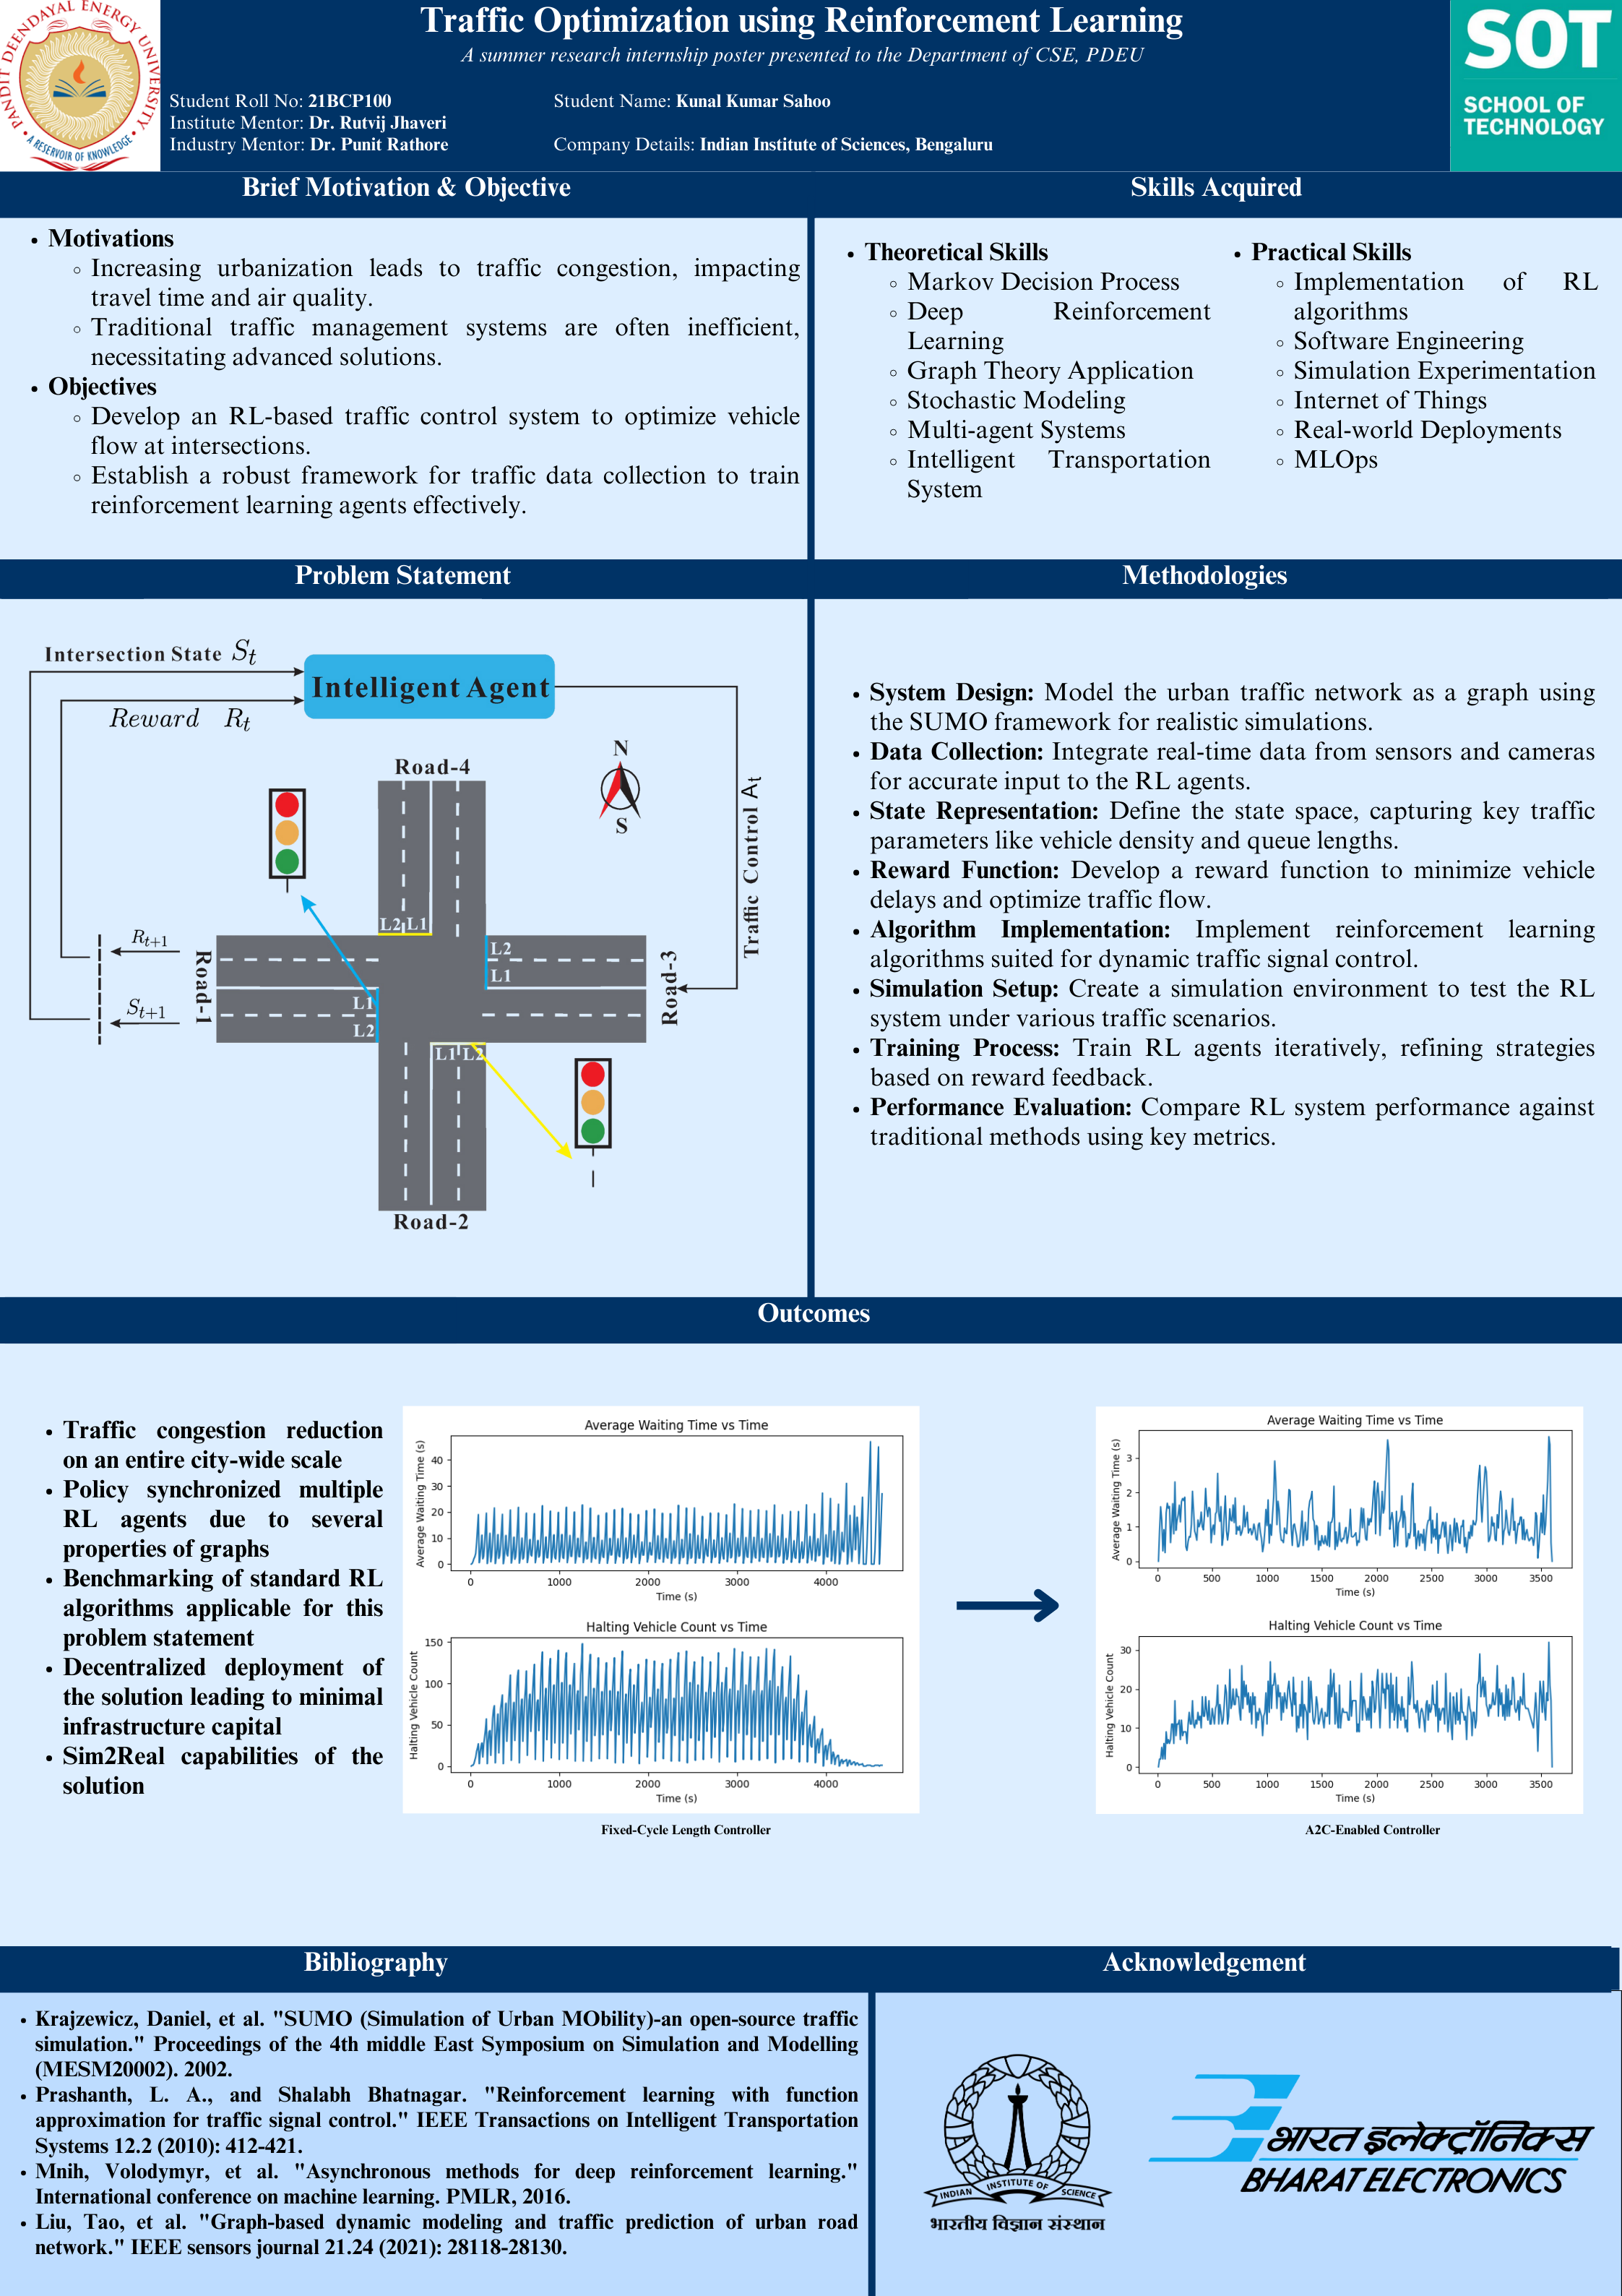 PANDIT DEENDAYAL ENERGY UNIVERSITY
• A RESERVOIR OF KNOWLEDGE •
Traffic Optimization using Reinforcement Learning
A summer research internship poster presented to the Department of CSE, PDEU
Student Roll No: 21BCP100
Student Name: Kunal Kumar Sahoo
Institute Mentor: Dr. Rutvij Jhaveri
Industry Mentor: Dr. Punit Rathore
Company Details: Indian Institute of Sciences, Bengaluru
SOT
SCHOOL OF
TECHNOLOGY
Brief Motivation & Objective
• Motivations
◦ Increasing urbanization leads to traffic congestion, impacting
travel time and air quality.
◦ Traditional traffic management systems are often inefficient,
necessitating advanced solutions.
• Objectives
◦ Develop an RL-based traffic control system to optimize vehicle
flow at intersections.
◦ Establish a robust framework for traffic data collection to train
reinforcement learning agents effectively.
Skills Acquired
• Theoretical Skills
◦ Markov Decision Process
◦ Deep Reinforcement
Learning
◦ Graph Theory Application
◦ Stochastic Modeling
◦ Multi-agent Systems
◦ Intelligent Transportation
System
• Practical Skills
◦ Implementation of RL
algorithms
◦ Software Engineering
◦ Simulation Experimentation
◦ Internet of Things
◦ Real-world Deployments
◦ MLOps
Problem Statement
Intersection State S_t
Intelligent Agent
Reward R_t
N
S
Road-4
Traffic Control A_t
L2 L1
L2
L1
R_{t+1}
Road-1
Road-3
S_{t+1}
L1
L2
L1 L2
Road-2
Methodologies
• System Design: Model the urban traffic network as a graph using
the SUMO framework for realistic simulations.
• Data Collection: Integrate real-time data from sensors and cameras
for accurate input to the RL agents.
• State Representation: Define the state space, capturing key traffic
parameters like vehicle density and queue lengths.
• Reward Function: Develop a reward function to minimize vehicle
delays and optimize traffic flow.
• Algorithm Implementation: Implement reinforcement learning
algorithms suited for dynamic traffic signal control.
• Simulation Setup: Create a simulation environment to test the RL
system under various traffic scenarios.
• Training Process: Train RL agents iteratively, refining strategies
based on reward feedback.
• Performance Evaluation: Compare RL system performance against
traditional methods using key metrics.
Outcomes
• Traffic congestion reduction
on an entire city-wide scale
• Policy synchronized multiple
RL agents due to several
properties of graphs
• Benchmarking of standard RL
algorithms applicable for this
problem statement
• Decentralized deployment of
the solution leading to minimal
infrastructure capital
• Sim2Real capabilities of the
solution
Average Waiting Time vs Time
Average Waiting Time (s)
40
30
20
10
0
0 1000 2000 3000 4000
Time (s)
Halting Vehicle Count vs Time
Halting Vehicle Count
150
100
50
0
0 1000 2000 3000 4000
Time (s)
Fixed-Cycle Length Controller
Average Waiting Time vs Time
Average Waiting Time (s)
3
2
1
0
0 500 1000 1500 2000 2500 3000 3500
Time (s)
Halting Vehicle Count vs Time
Halting Vehicle Count
30
20
10
0
0 500 1000 1500 2000 2500 3000 3500
Time (s)
A2C-Enabled Controller
Bibliography
• Krajzewicz, Daniel, et al. "SUMO (Simulation of Urban MObility)-an open-source traffic
simulation." Proceedings of the 4th middle East Symposium on Simulation and Modelling
(MESM20002). 2002.
• Prashanth, L. A., and Shalabh Bhatnagar. "Reinforcement learning with function
approximation for traffic signal control." IEEE Transactions on Intelligent Transportation
Systems 12.2 (2010): 412-421.
• Mnih, Volodymyr, et al. "Asynchronous methods for deep reinforcement learning."
International conference on machine learning. PMLR, 2016.
• Liu, Tao, et al. "Graph-based dynamic modeling and traffic prediction of urban road
network." IEEE sensors journal 21.24 (2021): 28118-28130.
Acknowledgement
INDIAN INSTITUTE OF SCIENCE
भारतीय विज्ञान संस्थान
भारत इलेक्ट्रॉनिक्स
BHARAT ELECTRONICS